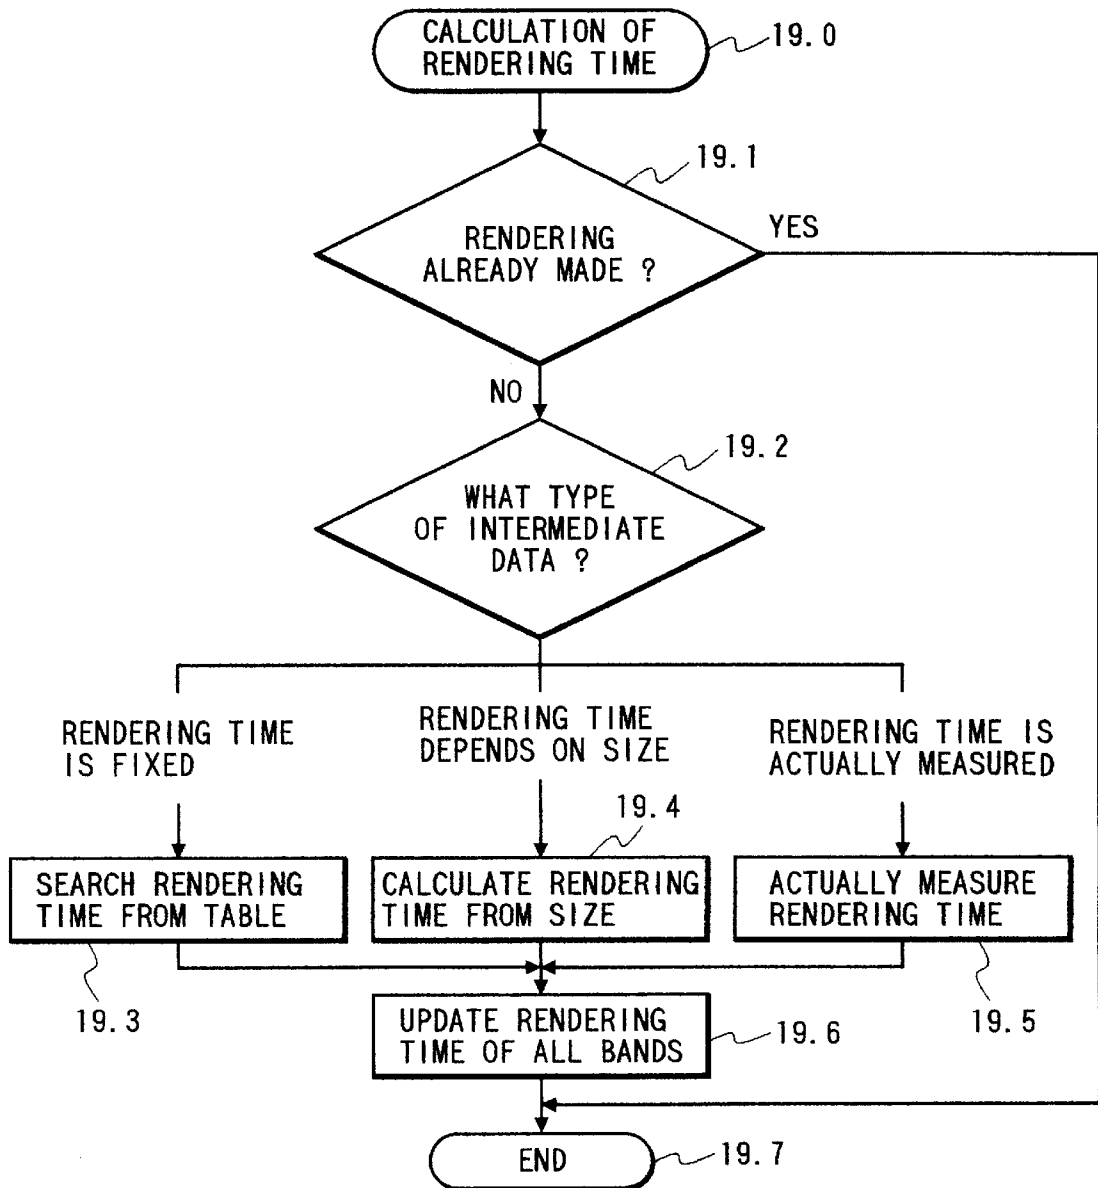 CALCULATION OF
RENDERING TIME
19.0
19.1
RENDERING
ALREADY MADE ?
YES
NO
19.2
WHAT TYPE
OF INTERMEDIATE
DATA ?
RENDERING TIME
IS FIXED
RENDERING TIME
DEPENDS ON SIZE
RENDERING TIME IS
ACTUALLY MEASURED
19.4
SEARCH RENDERING
TIME FROM TABLE
CALCULATE RENDERING
TIME FROM SIZE
ACTUALLY MEASURE
RENDERING TIME
19.3
19.5
UPDATE RENDERING
TIME OF ALL BANDS
19.6
END
19.7